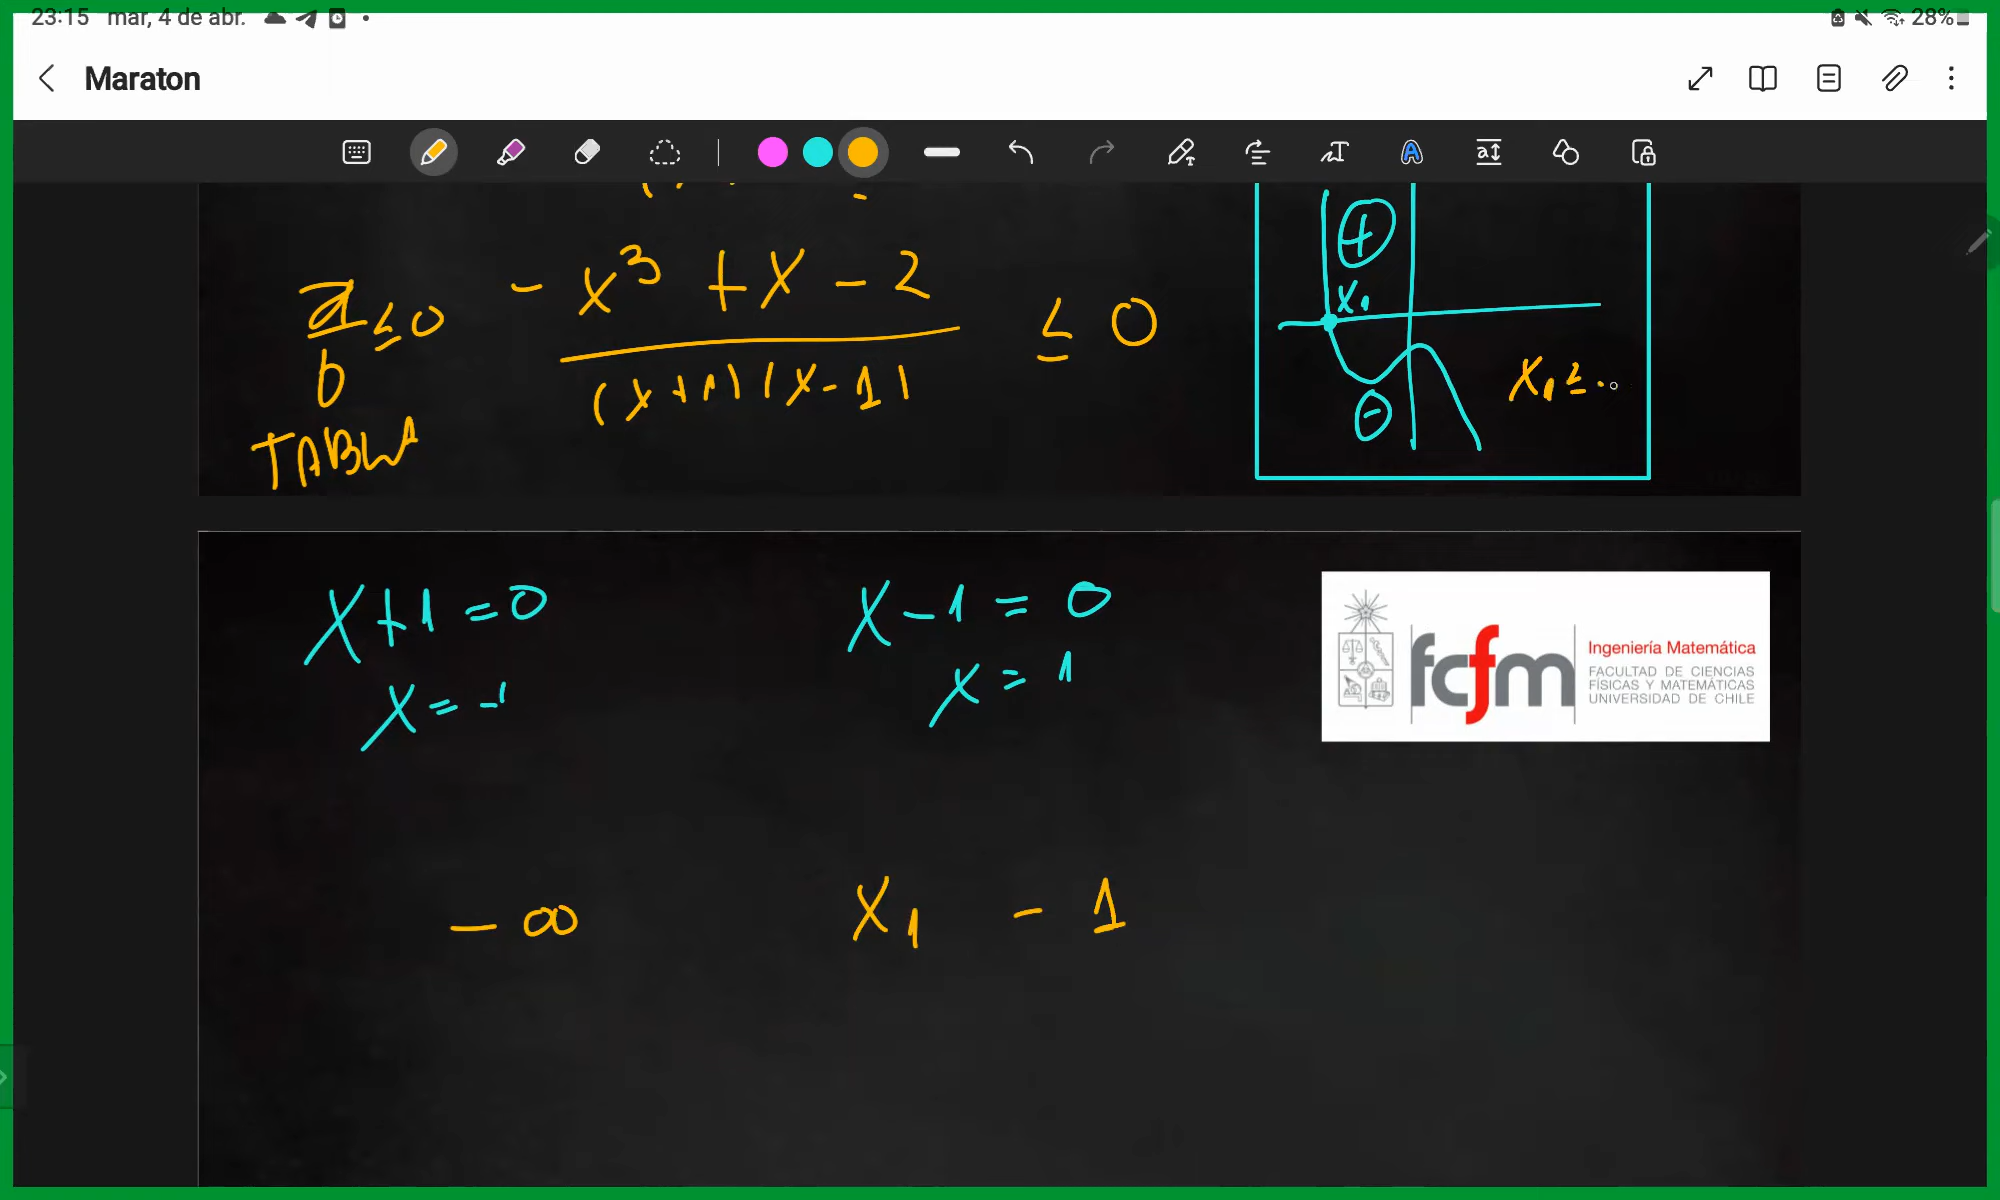 23:15 mar, 4 de abr. 28%
Maraton
a/b ≤ 0
(-x³ + x - 2) / ((x+1)(x-1)) ≤ 0
TABLA
+
x₁
-
x₁ ≤ -
x+1 = 0
x = -1
x-1 = 0
x = 1
fcfm
Ingeniería Matemática
FACULTAD DE CIENCIAS
FÍSICAS Y MATEMÁTICAS
UNIVERSIDAD DE CHILE
-∞ x₁ -1